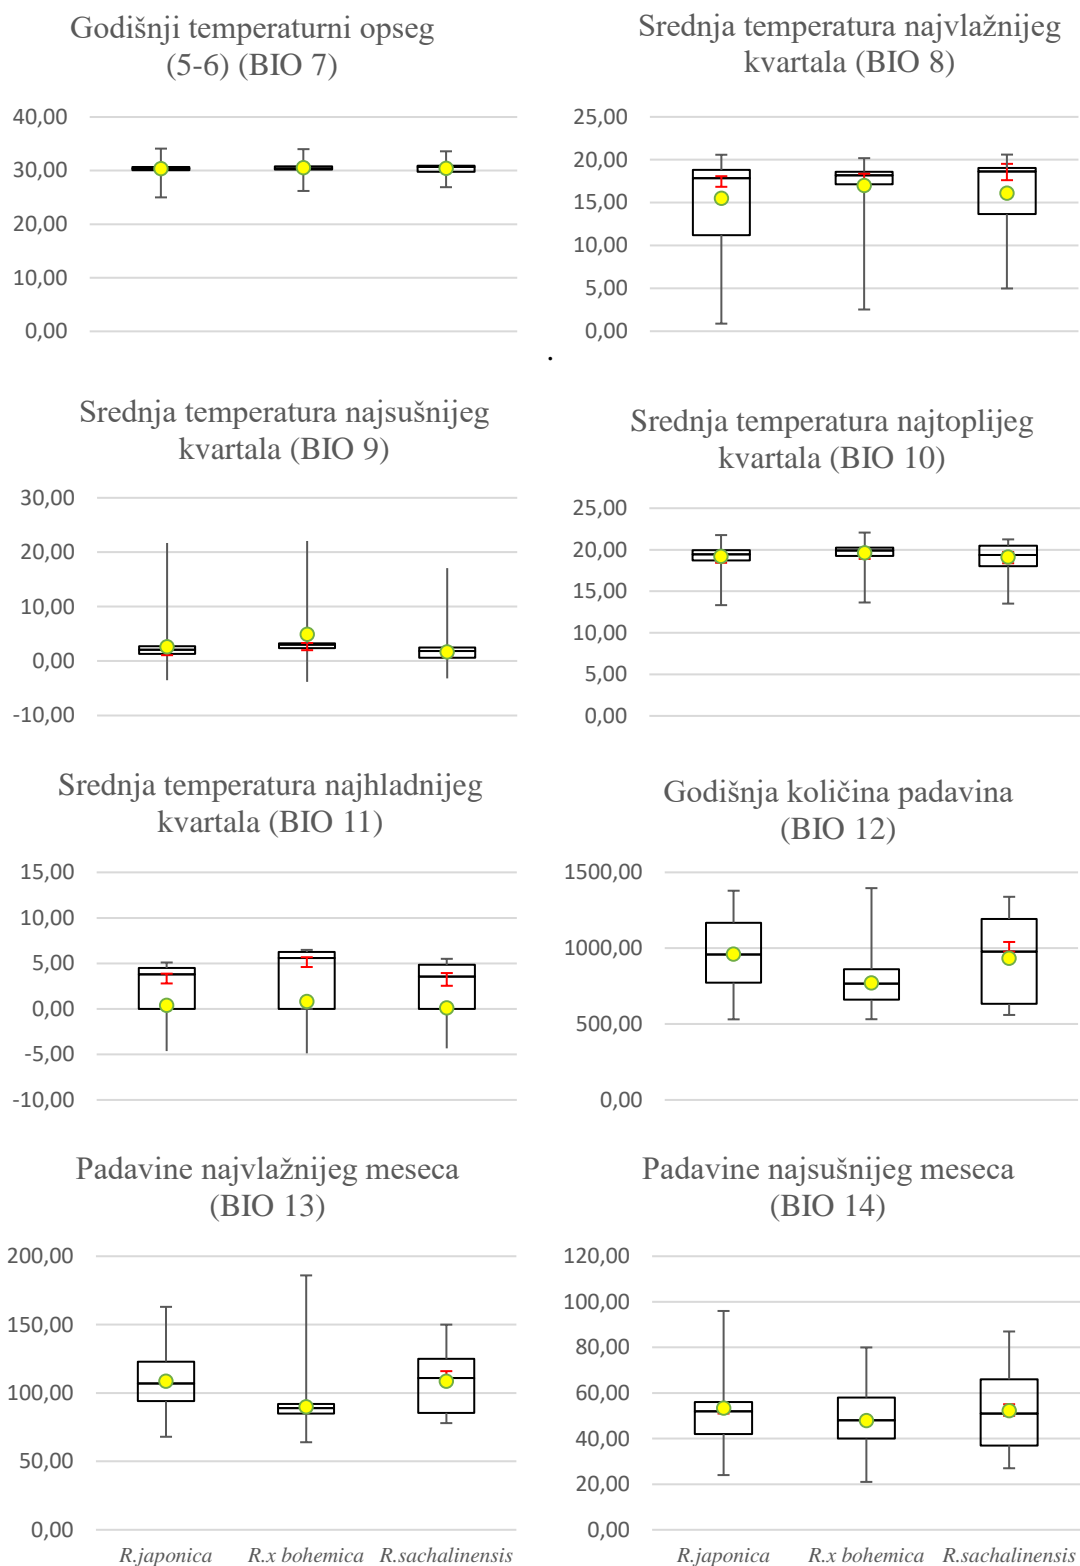 Godišnji temperaturni opseg
(5-6) (BIO 7)
40,00
30,00
20,00
10,00
0,00
Srednja temperatura najvlažnijeg
kvartala (BIO 8)
25,00
20,00
15,00
10,00
5,00
0,00
.
Srednja temperatura najsušnijeg
kvartala (BIO 9)
30,00
20,00
10,00
0,00
-10,00
Srednja temperatura najtoplijeg
kvartala (BIO 10)
25,00
20,00
15,00
10,00
5,00
0,00
Srednja temperatura najhladnijeg
kvartala (BIO 11)
15,00
10,00
5,00
0,00
-5,00
-10,00
Godišnja količina padavina
(BIO 12)
1500,00
1000,00
500,00
0,00
Padavine najvlažnijeg meseca
(BIO 13)
200,00
150,00
100,00
50,00
0,00
R.japonica R.x bohemica R.sachalinensis
Padavine najsušnijeg meseca
(BIO 14)
120,00
100,00
80,00
60,00
40,00
20,00
0,00
R.japonica R.x bohemica R.sachalinensis